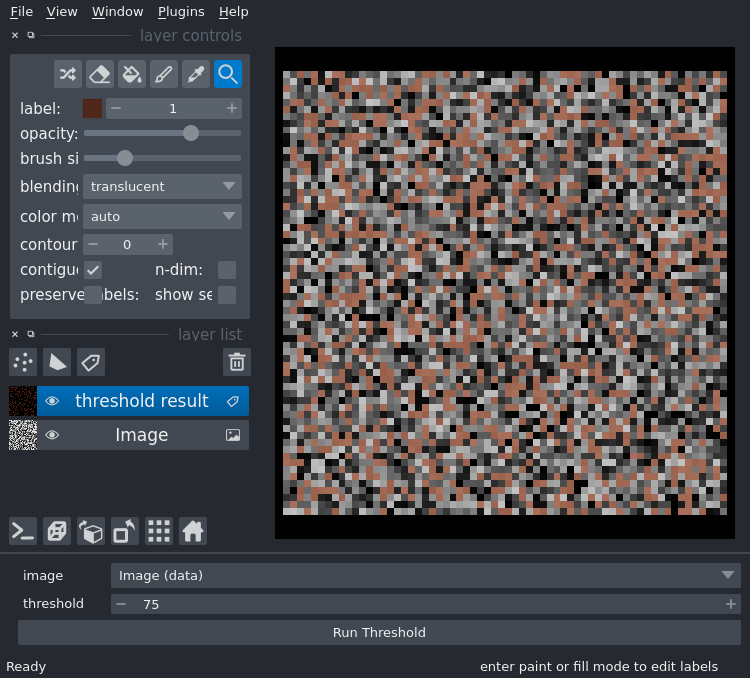 File View Window Plugins Help
layer controls
label: 1
opacity:
brush si
blending translucent
color m auto
contour 0
contigu n-dim:
preserve abels: show se
layer list
threshold result
Image
image Image (data)
threshold 75
Run Threshold
Ready enter paint or fill mode to edit labels